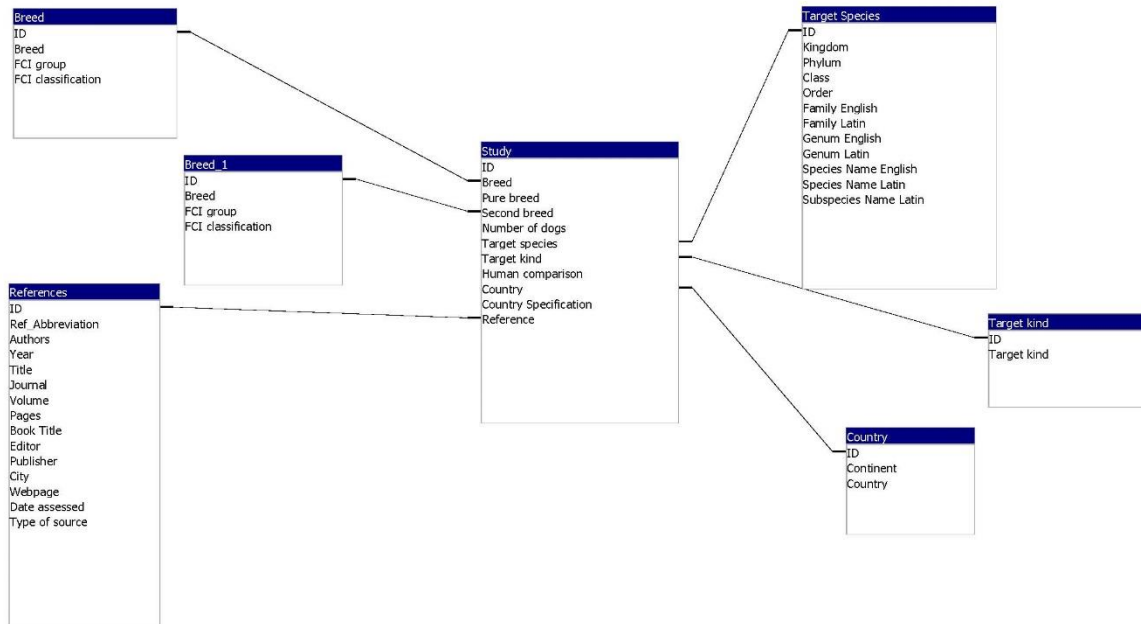 Breed
ID
Breed
FCI group
FCI classification
Breed_1
ID
Breed
FCI group
FCI classification
References
ID
Ref_Abbreviation
Authors
Year
Title
Journal
Volume
Pages
Book Title
Editor
Publisher
City
Webpage
Date assessed
Type of source
Study
ID
Breed
Pure breed
Second breed
Number of dogs
Target species
Target kind
Human comparison
Country
Country Specification
Reference
Target Species
ID
Kingdom
Phylum
Class
Order
Family English
Family Latin
Genum English
Genum Latin
Species Name English
Species Name Latin
Subspecies Name Latin
Target kind
ID
Target kind
Country
ID
Continent
Country